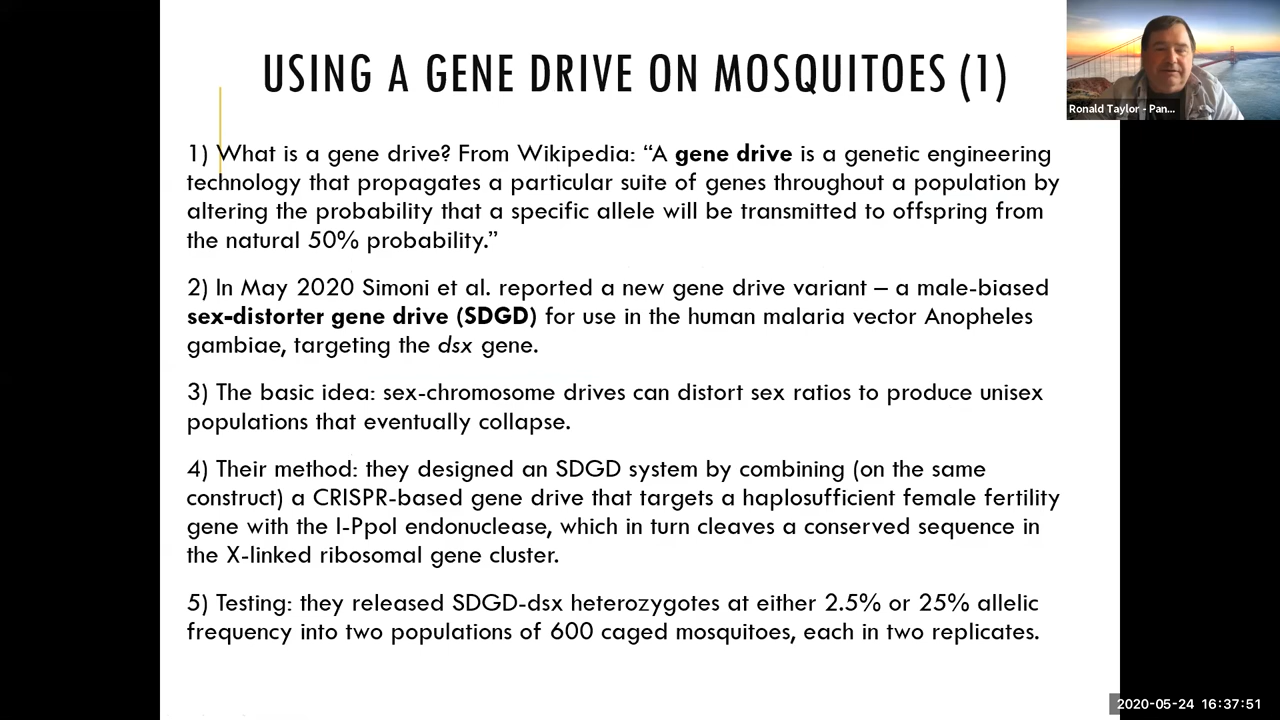 USING A GENE DRIVE ON MOSQUITOES (1)
Ronald Taylor - Pan...
1) What is a gene drive? From Wikipedia: “A gene drive is a genetic engineering
technology that propagates a particular suite of genes throughout a population by
altering the probability that a specific allele will be transmitted to offspring from
the natural 50% probability.”
2) In May 2020 Simoni et al. reported a new gene drive variant – a male-biased
sex-distorter gene drive (SDGD) for use in the human malaria vector Anopheles
gambiae, targeting the dsx gene.
3) The basic idea: sex-chromosome drives can distort sex ratios to produce unisex
populations that eventually collapse.
4) Their method: they designed an SDGD system by combining (on the same
construct) a CRISPR-based gene drive that targets a haplosufficient female fertility
gene with the I-PpoI endonuclease, which in turn cleaves a conserved sequence in
the X-linked ribosomal gene cluster.
5) Testing: they released SDGD-dsx heterozygotes at either 2.5% or 25% allelic
frequency into two populations of 600 caged mosquitoes, each in two replicates.
2020-05-24 16:37:51